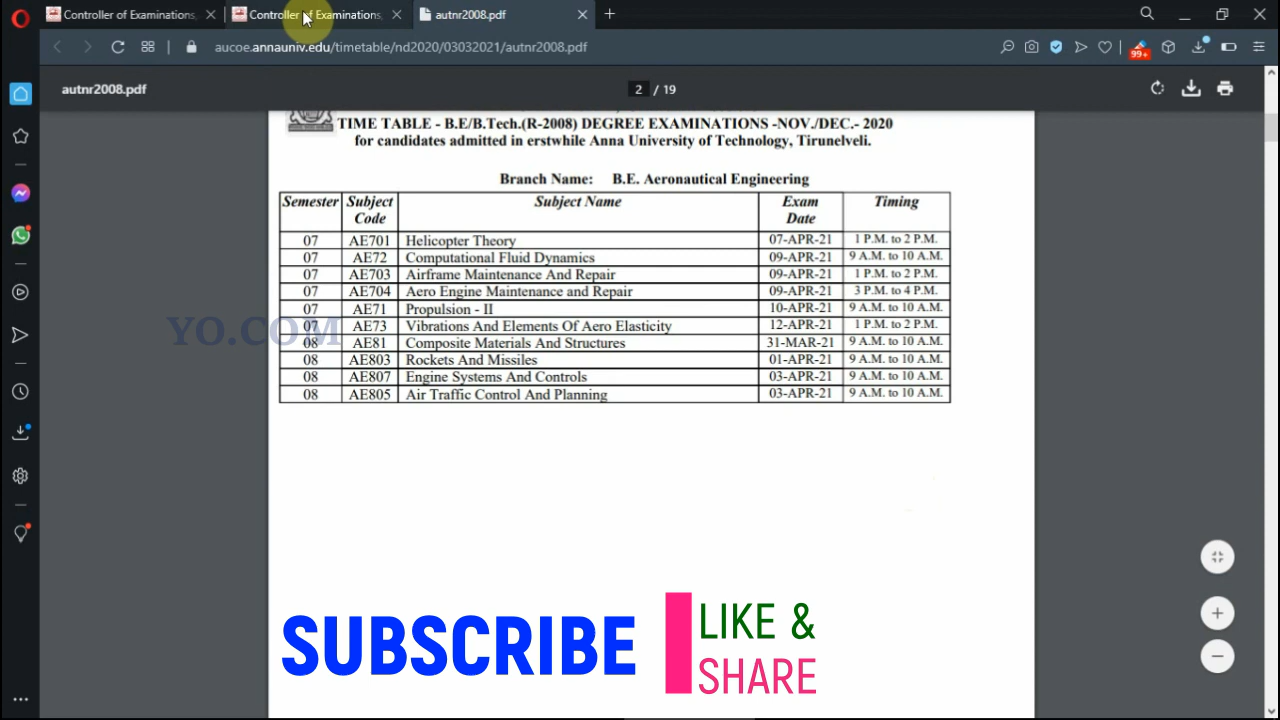 Controller of Examinations,
Controller of Examinations,
autnr2008.pdf
aucoe.annauniv.edu/timetable/nd2020/03032021/autnr2008.pdf
99+
autnr2008.pdf
2 / 19
TIME TABLE - B.E/B.Tech.(R-2008) DEGREE EXAMINATIONS -NOV./DEC.- 2020
for candidates admitted in erstwhile Anna University of Technology, Tirunelveli.
Branch Name: B.E. Aeronautical Engineering
Semester Subject Code Subject Name Exam Date Timing
07 AE701 Helicopter Theory 07-APR-21 1 P.M. to 2 P.M.
07 AE72 Computational Fluid Dynamics 09-APR-21 9 A.M. to 10 A.M.
07 AE703 Airframe Maintenance And Repair 09-APR-21 1 P.M. to 2 P.M.
07 AE704 Aero Engine Maintenance and Repair 09-APR-21 3 P.M. to 4 P.M.
07 AE71 Propulsion - II 10-APR-21 9 A.M. to 10 A.M.
07 AE73 Vibrations And Elements Of Aero Elasticity 12-APR-21 1 P.M. to 2 P.M.
08 AE81 Composite Materials And Structures 31-MAR-21 9 A.M. to 10 A.M.
08 AE803 Rockets And Missiles 01-APR-21 9 A.M. to 10 A.M.
08 AE807 Engine Systems And Controls 03-APR-21 9 A.M. to 10 A.M.
08 AE805 Air Traffic Control And Planning 03-APR-21 9 A.M. to 10 A.M.
YO.COM
SUBSCRIBE
LIKE &
SHARE